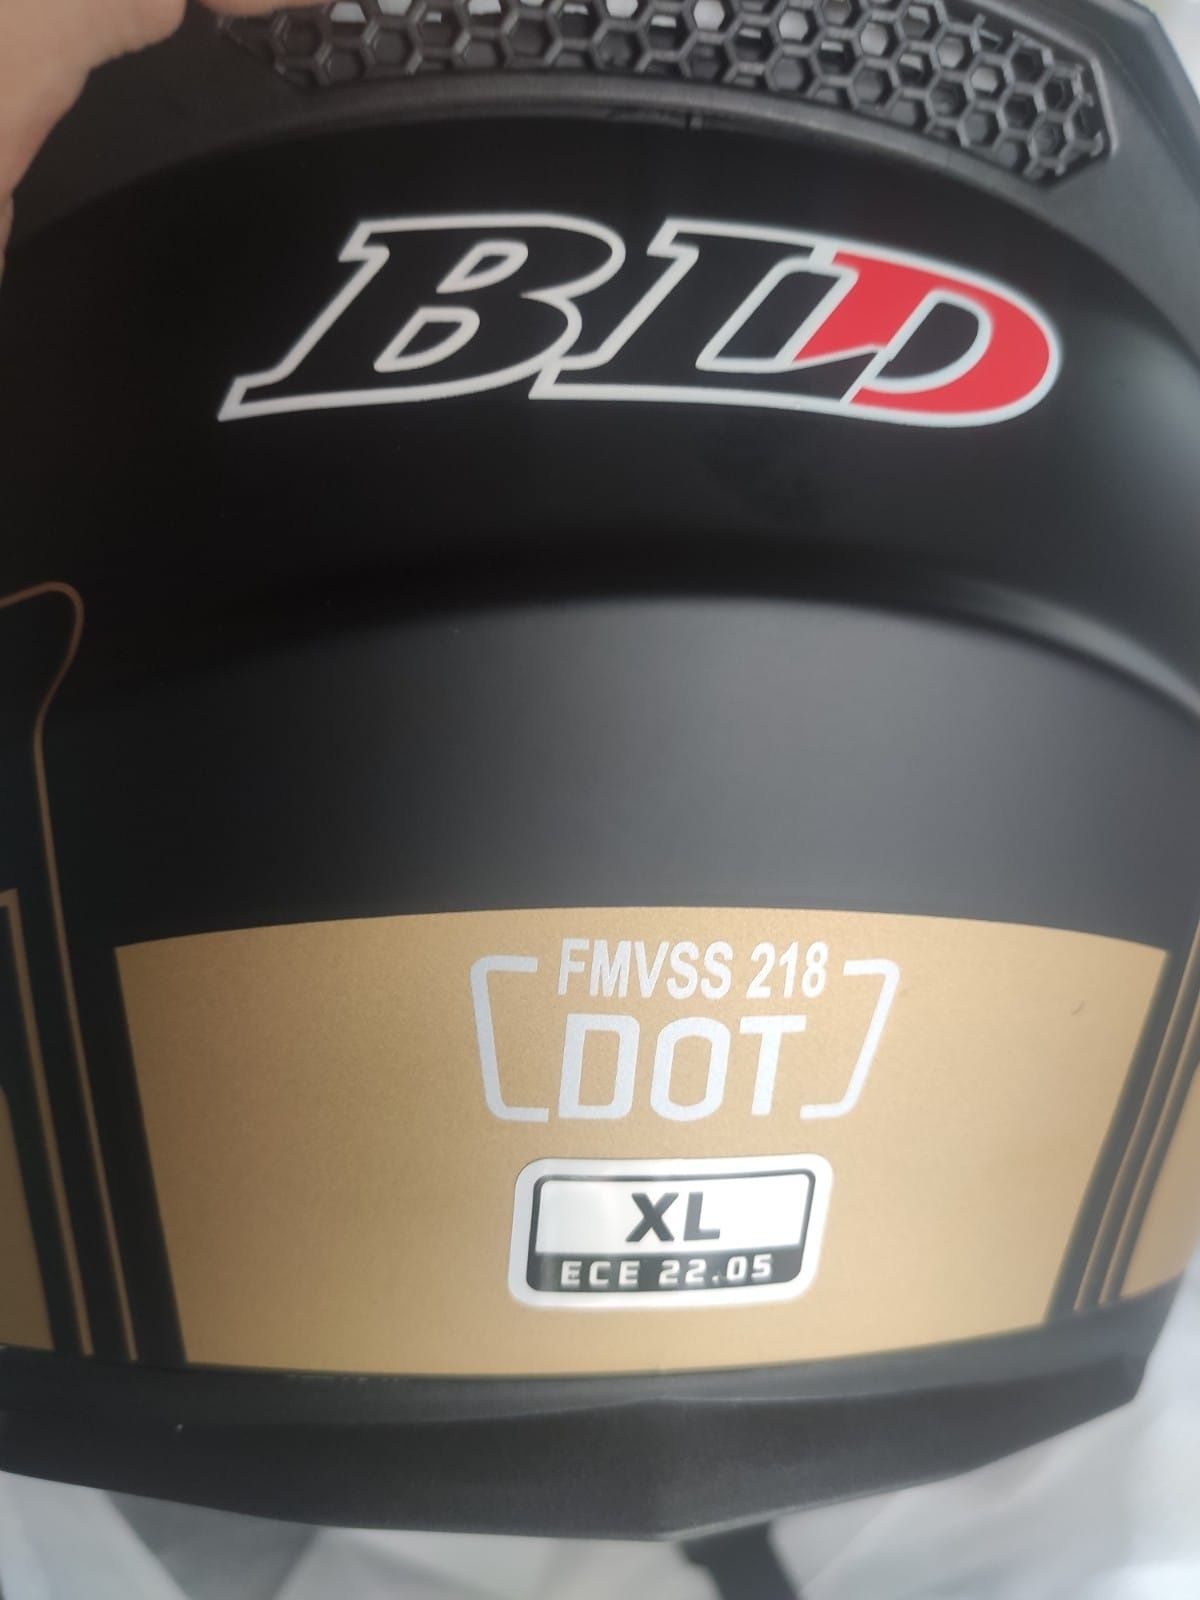 BLD
FMVSS 218
DOT
XL
ECE 22.05